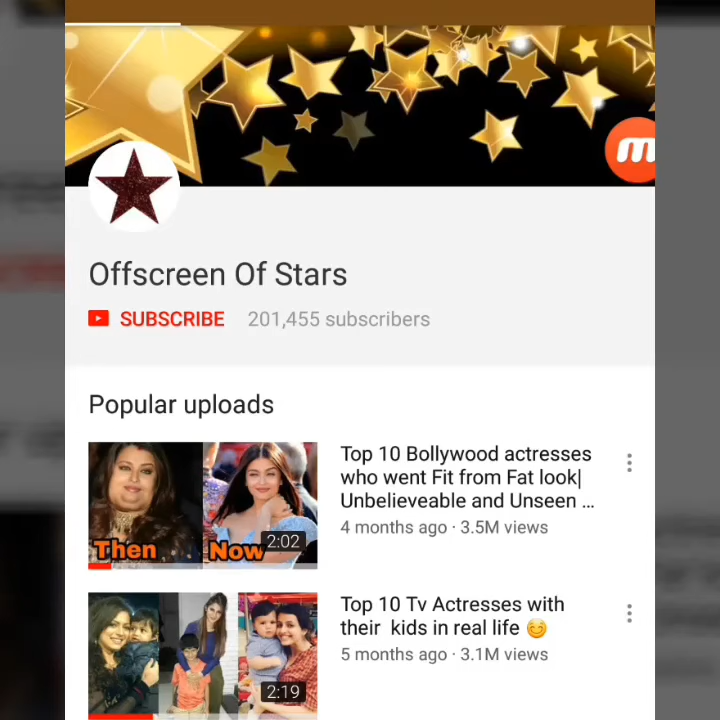 m
Offscreen Of Stars
SUBSCRIBE 201,455 subscribers
Popular uploads
Then Now 2:02
Top 10 Bollywood actresses
who went Fit from Fat look|
Unbelieveable and Unseen ...
4 months ago · 3.5M views
2:19
Top 10 Tv Actresses with
their kids in real life 😊
5 months ago · 3.1M views